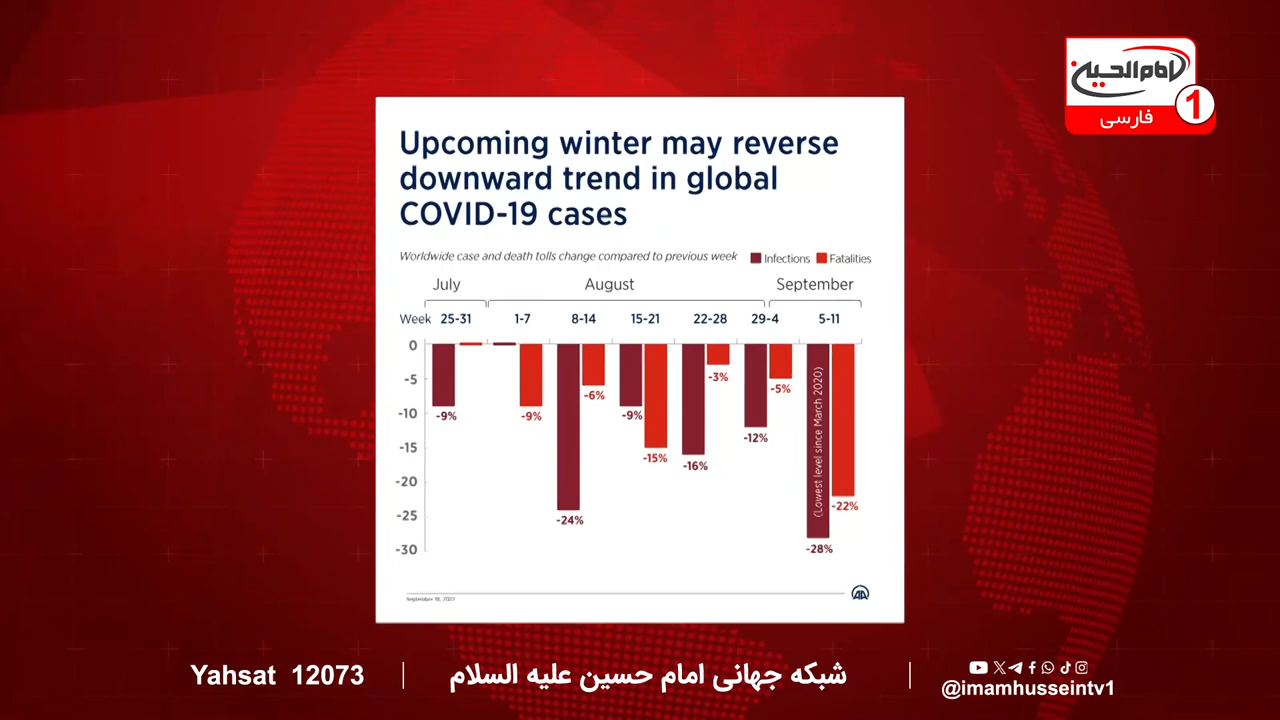 امام الحسین
1
فارسی
Upcoming winter may reverse
downward trend in global
COVID-19 cases
Worldwide case and death tolls change compared to previous week
Infections Fatalities
July August September
Week 25-31 1-7 8-14 15-21 22-28 29-4 5-11
0
-5
-10
-15
-20
-25
-30
-9%
-9%
-24%
-6%
-9%
-15%
-16%
-3%
-12%
-5%
(Lowest level since March 2020)
-28%
-22%
AA
Yahsat 12073
شبکه جهانی امام حسین علیه السلام
@imamhusseintv1